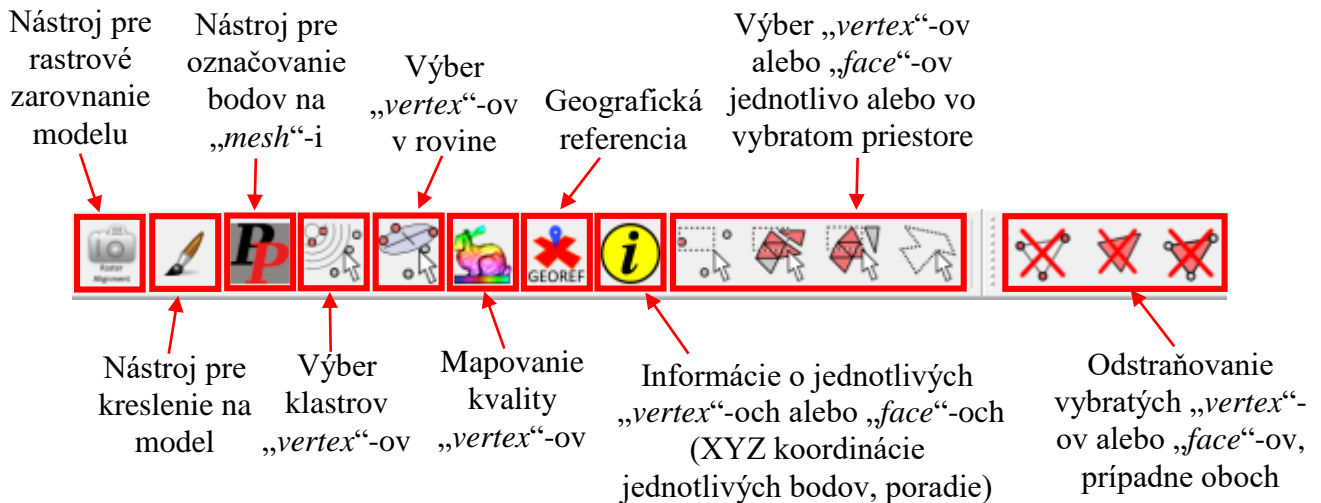 Nástroj pre
rastrové
zarovnanie
modelu
Nástroj pre
označovanie
bodov na
„mesh“-i
Výber
„vertex“-ov
v rovine
Geografická
referencia
Výber „vertex“-ov
alebo „face“-ov
jednotlivo alebo vo
vybratom priestore
Raster
Alignment
PP
GEOREF
i
Nástroj pre
kreslenie na
model
Výber
klastrov
„vertex“-ov
Mapovanie
kvality
„vertex“-ov
Informácie o jednotlivých
„vertex“-och alebo „face“-och
(XYZ koordinácie
jednotlivých bodov, poradie)
Odstraňovanie
vybratých „vertex“-
ov alebo „face“-ov,
prípadne oboch